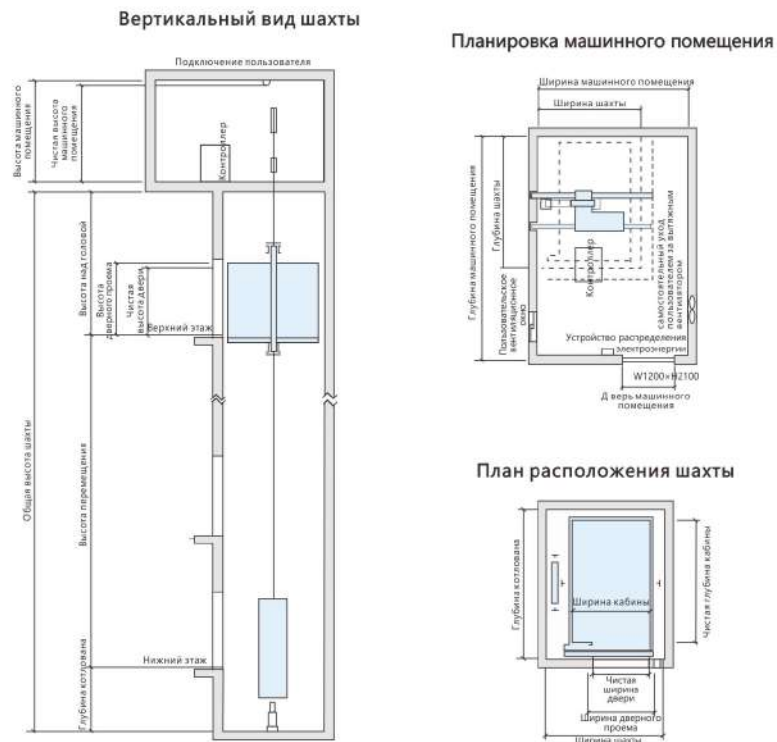 Вертикальный вид шахты
Подключение пользователя
Высота машинного
помещения
Чистая высота
машинного
помещения
Контроллер
Высота над головой
Высота
дверного проема
Чистая
высота двери
Верхний этаж
Общая высота шахты
Высота перемещения
Нижний этаж
Глубина котлована
Планировка машинного помещения
Ширина машинного помещения
Ширина шахты
Глубина машинного помещения
Глубина шахты
Пользовательское
вентиляционное
окно
Контроллер
самостоятельный уход
пользователем за вытяжным
вентилятором
Устройство распределения
электроэнергии
W1200×H2100
Д верь машинного
помещения
План расположения шахты
Глубина котлована
Ширина кабины
Чистая глубина кабины
Чистая
ширина
двери
Ширина дверного
проема
Ширина шахты